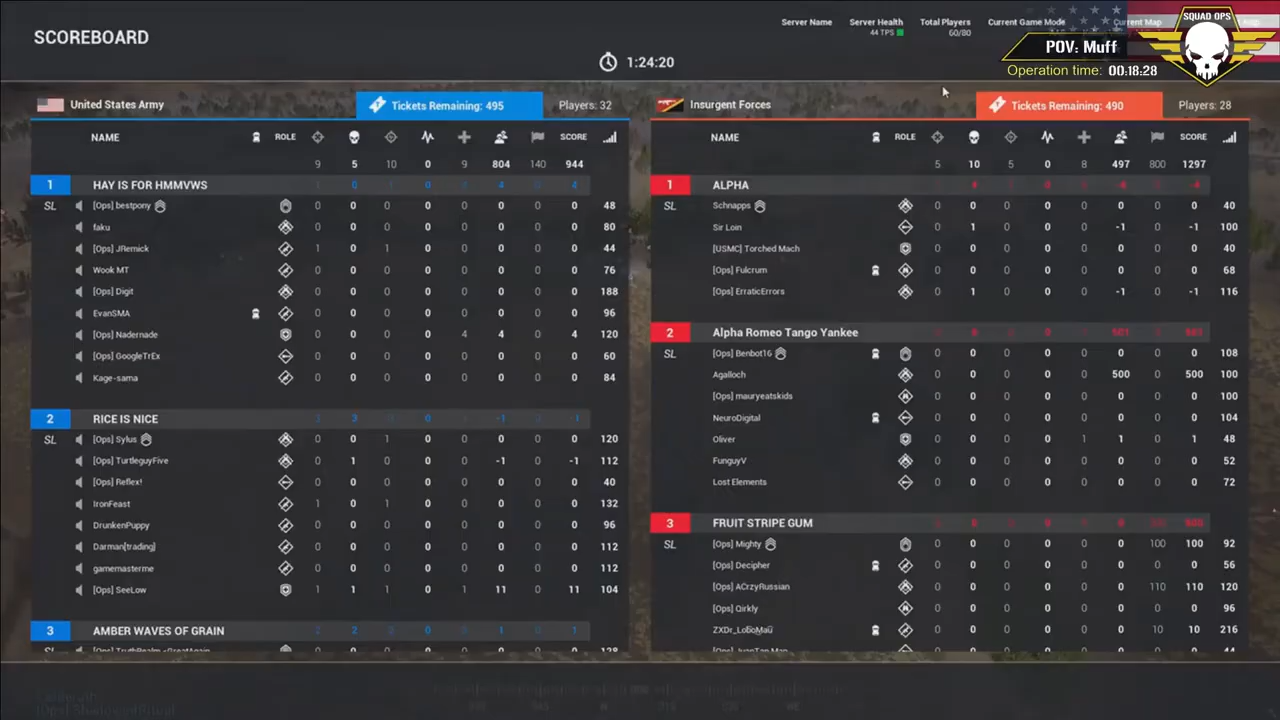 SCOREBOARD
Server Name Server Health Total Players Current Game Mode Current Map
44 TPS 60/80
SQUAD OPS
POV: Muff
Operation time: 00:18:28
1:24:20
United States Army Tickets Remaining: 495 Players: 32
NAME ROLE SCORE
9 5 10 0 9 804 140 944
1 HAY IS FOR HMMVWS 0 0 4 4
SL [Ops] bestpony 0 0 0 0 0 0 0 0 48
faku 0 0 0 0 0 0 0 0 80
[Ops] JRemick 1 0 1 0 0 0 0 0 44
Wook MT 0 0 0 0 0 0 0 0 76
[Ops] Digit 0 0 0 0 0 0 0 0 188
EvanSMA 0 0 0 0 0 0 0 0 96
[Ops] Nadernade 0 0 0 0 4 4 0 4 120
[Ops] GoogleTrEx 0 0 0 0 0 0 0 0 60
Kage-sama 0 0 0 0 0 0 0 0 84
2 RICE IS NICE 3 0 -1 -1
SL [Ops] Sylus 0 0 1 0 0 0 0 0 120
[Ops] TurtleguyFive 0 1 0 0 0 -1 0 -1 112
[Ops] Reflex! 0 0 0 0 0 0 0 0 40
IronFeast 1 0 1 0 0 0 0 0 132
DrunkenPuppy 0 0 0 0 0 0 0 0 96
Darman[trading] 0 0 0 0 0 0 0 0 112
gamemasterme 0 0 0 0 0 0 0 0 112
[Ops] SeeLow 1 1 1 0 1 11 0 11 104
3 AMBER WAVES OF GRAIN 2 0 1 1
Insurgent Forces Tickets Remaining: 490 Players: 28
NAME ROLE SCORE
5 10 5 0 8 497 800 1297
1 ALPHA
SL Schnapps 0 0 0 0 0 0 0 0 40
Sir Loin 0 1 0 0 0 -1 0 -1 100
[USMC] Torched Mach 0 0 0 0 0 0 0 0 40
[Ops] Fulcrum 0 0 0 0 0 0 0 0 68
[Ops] ErraticErrors 0 1 0 0 0 -1 0 -1 116
2 Alpha Romeo Tango Yankee 0 0 501 501
SL [Ops] Benbot16 0 0 0 0 0 0 0 0 108
Agalloch 0 0 0 0 0 500 0 500 100
[Ops] mauryeatskids 0 0 0 0 0 0 0 0 100
NeuroDigital 0 0 0 0 0 0 0 0 104
Oliver 0 0 0 0 1 1 0 1 48
FunguyV 0 0 0 0 0 0 0 0 52
Lost Elements 0 0 0 0 0 0 0 0 72
3 FRUIT STRIPE GUM
SL [Ops] Mighty 0 0 0 0 0 0 100 100 92
[Ops] Decipher 0 0 0 0 0 0 0 0 56
[Ops] ACrzyRussian 0 0 0 0 0 0 110 110 120
[Ops] Qirkly 0 0 0 0 0 0 0 0 96
ZXDr_LoboMau 0 0 0 0 0 0 10 10 216